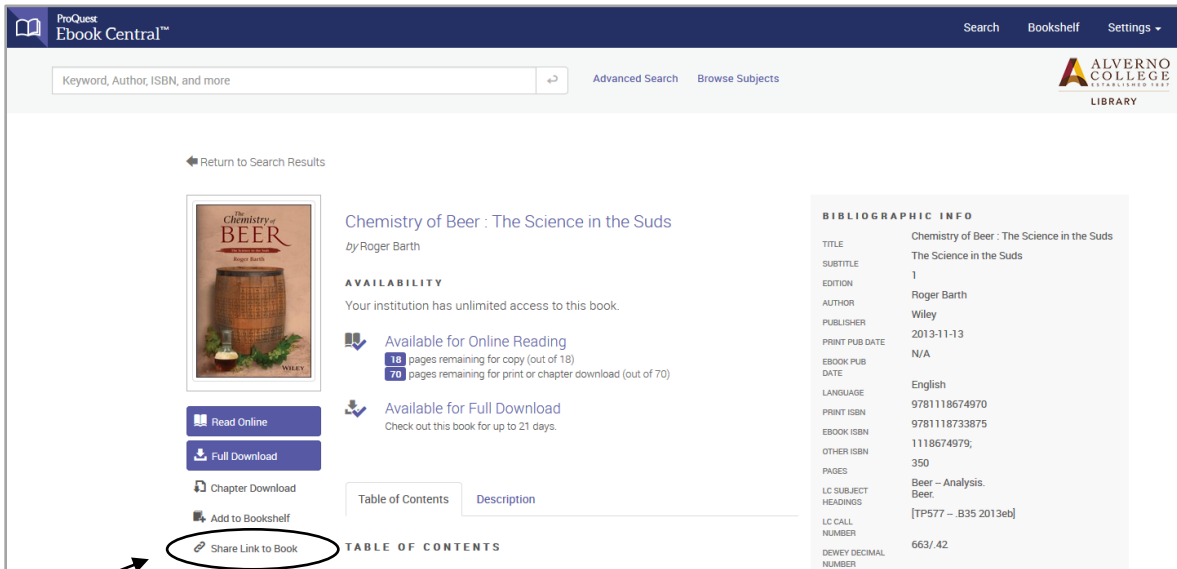 ProQuest
Ebook Central™
Search Bookshelf Settings
Keyword, Author, ISBN, and more
Advanced Search Browse Subjects
ALVERNO
COLLEGE
ESTABLISHED 1887
LIBRARY
Return to Search Results
The
Chemistry of
BEER
The Science in the Suds
Roger Barth
WILEY
Read Online
Full Download
Chapter Download
Add to Bookshelf
Share Link to Book
Chemistry of Beer : The Science in the Suds
by Roger Barth
AVAILABILITY
Your institution has unlimited access to this book.
Available for Online Reading
18 pages remaining for copy (out of 18)
70 pages remaining for print or chapter download (out of 70)
Available for Full Download
Check out this book for up to 21 days.
Table of Contents Description
TABLE OF CONTENTS
BIBLIOGRAPHIC INFO
TITLE Chemistry of Beer : The Science in the Suds
SUBTITLE The Science in the Suds
EDITION 1
AUTHOR Roger Barth
PUBLISHER Wiley
PRINT PUB DATE 2013-11-13
EBOOK PUB N/A
DATE
LANGUAGE English
PRINT ISBN 9781118674970
EBOOK ISBN 9781118733875
OTHER ISBN 1118674979;
PAGES 350
LC SUBJECT Beer -- Analysis.
HEADINGS Beer.
LC CALL [TP577 -- .B35 2013eb]
NUMBER
DEWEY DECIMAL 663/.42
NUMBER